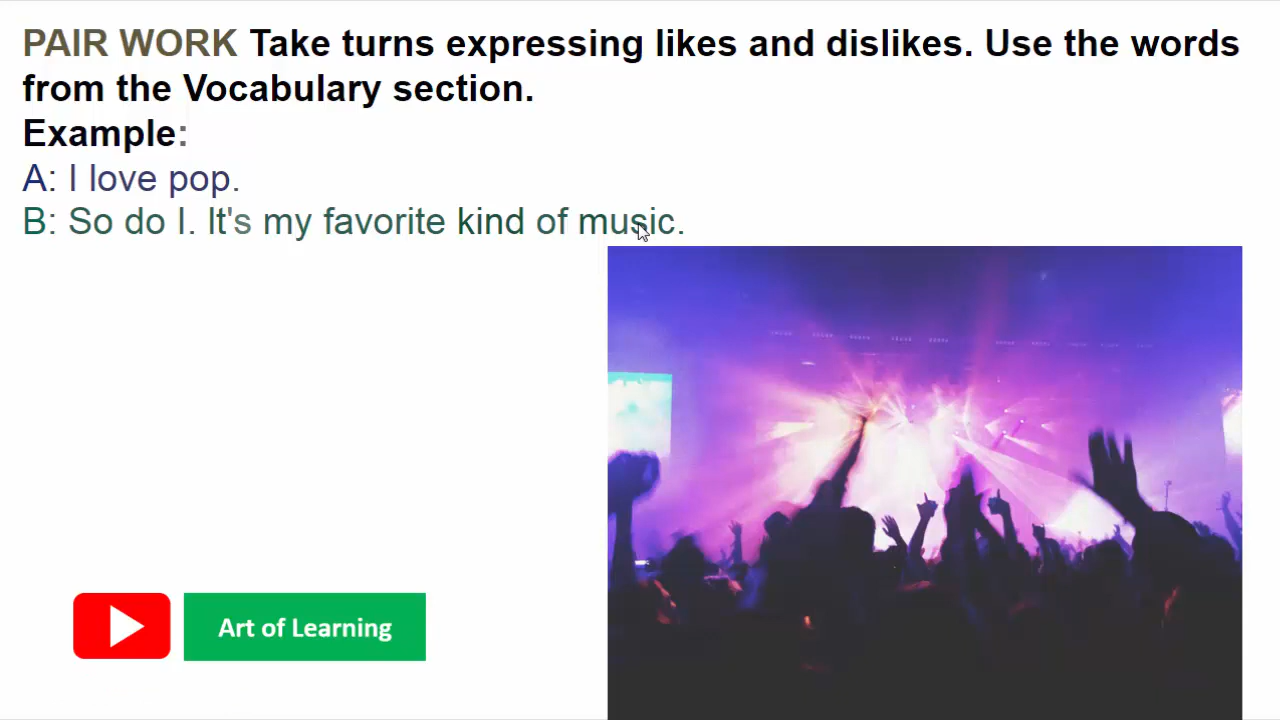 PAIR WORK Take turns expressing likes and dislikes. Use the words
from the Vocabulary section.
Example:
A: I love pop.
B: So do I. It's my favorite kind of music.
Art of Learning